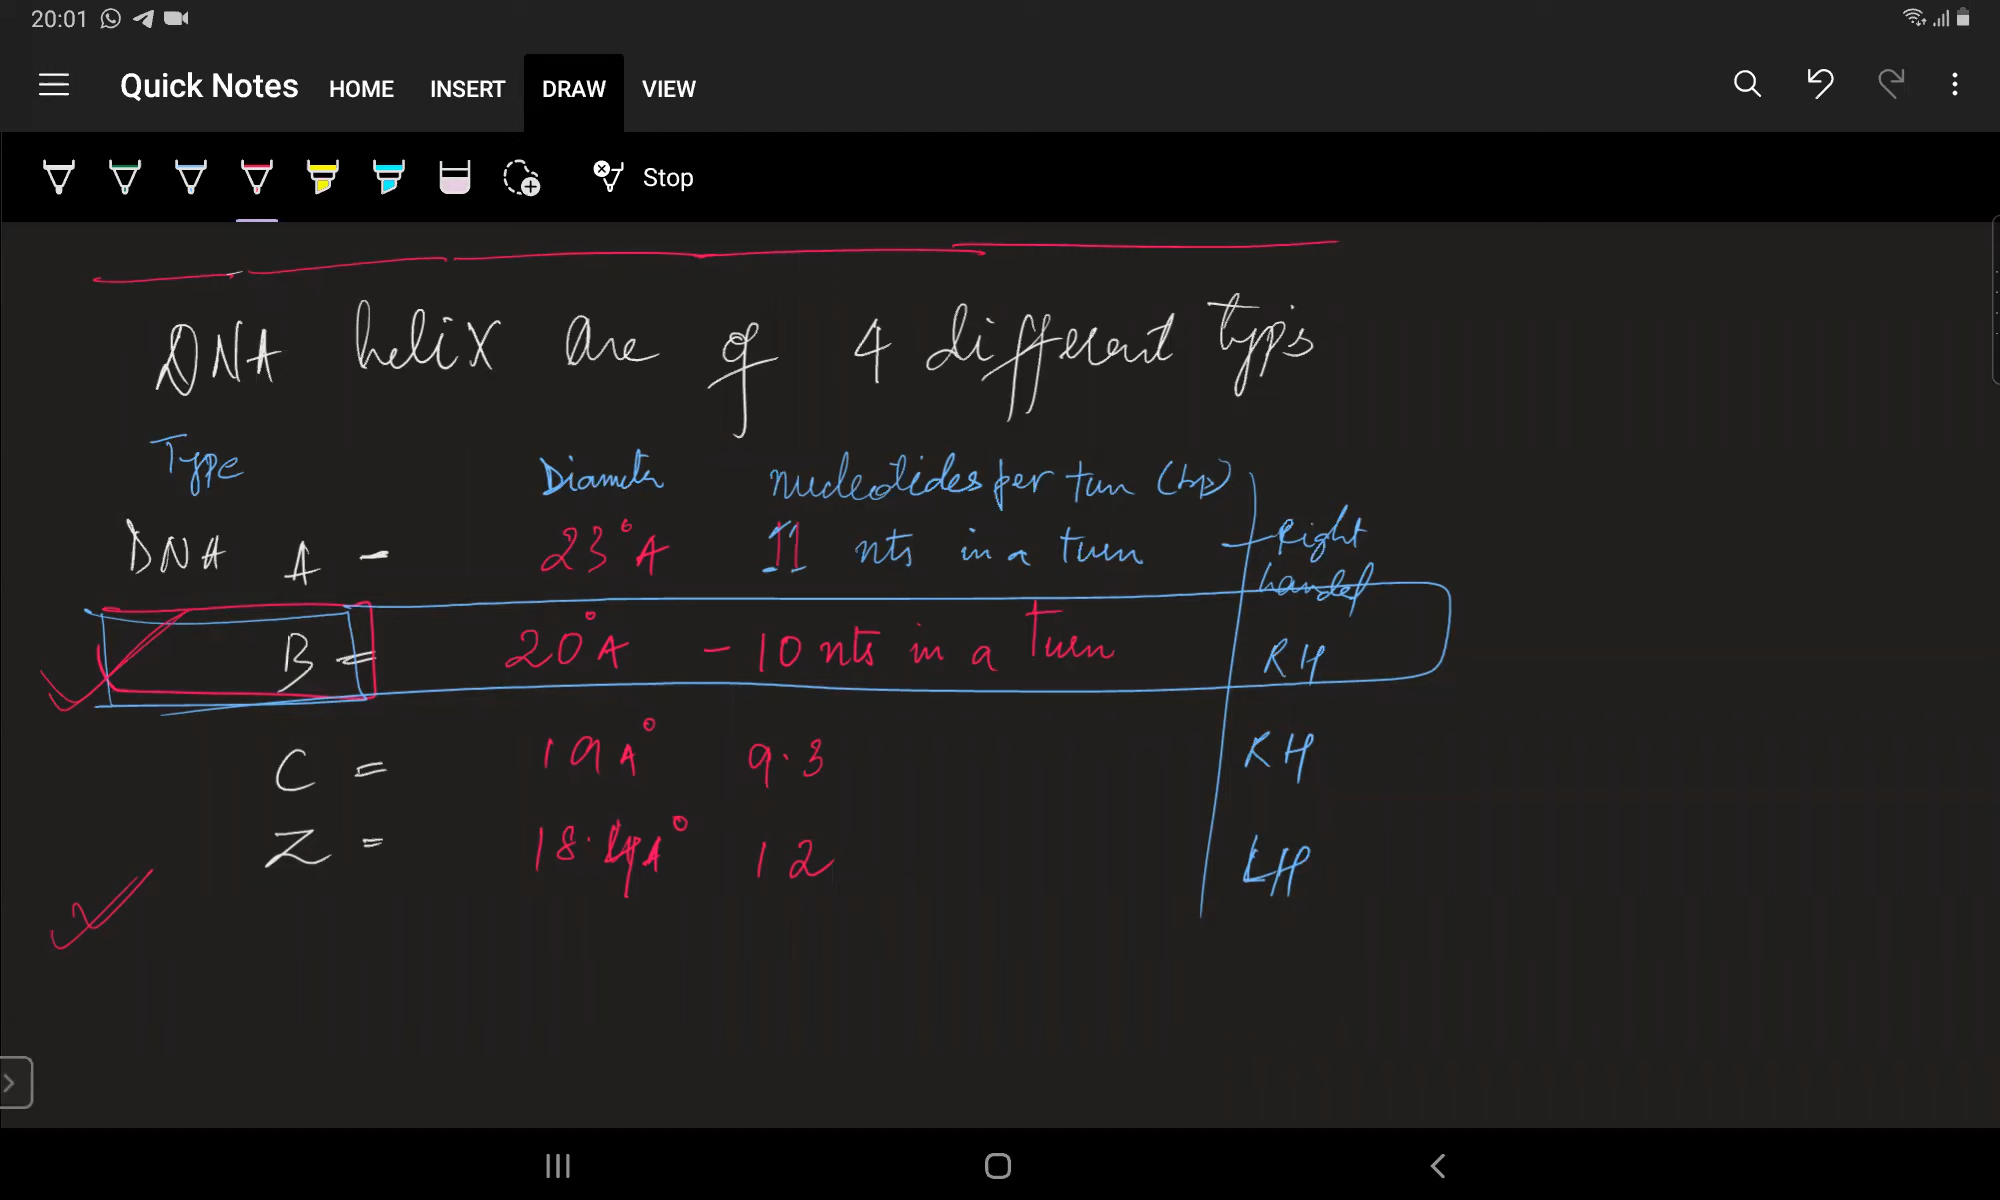 20:01
Quick Notes HOME INSERT DRAW VIEW
Stop
DNA helix are of 4 different typs
Type Diameter nucleotides per turn (bp)
DNA A - 23°A 11 nts in a turn Right handed
B = 20°A - 10 nts in a Turn RH
C = 19A° 9.3 RH
Z = 18.4A° 12 LH